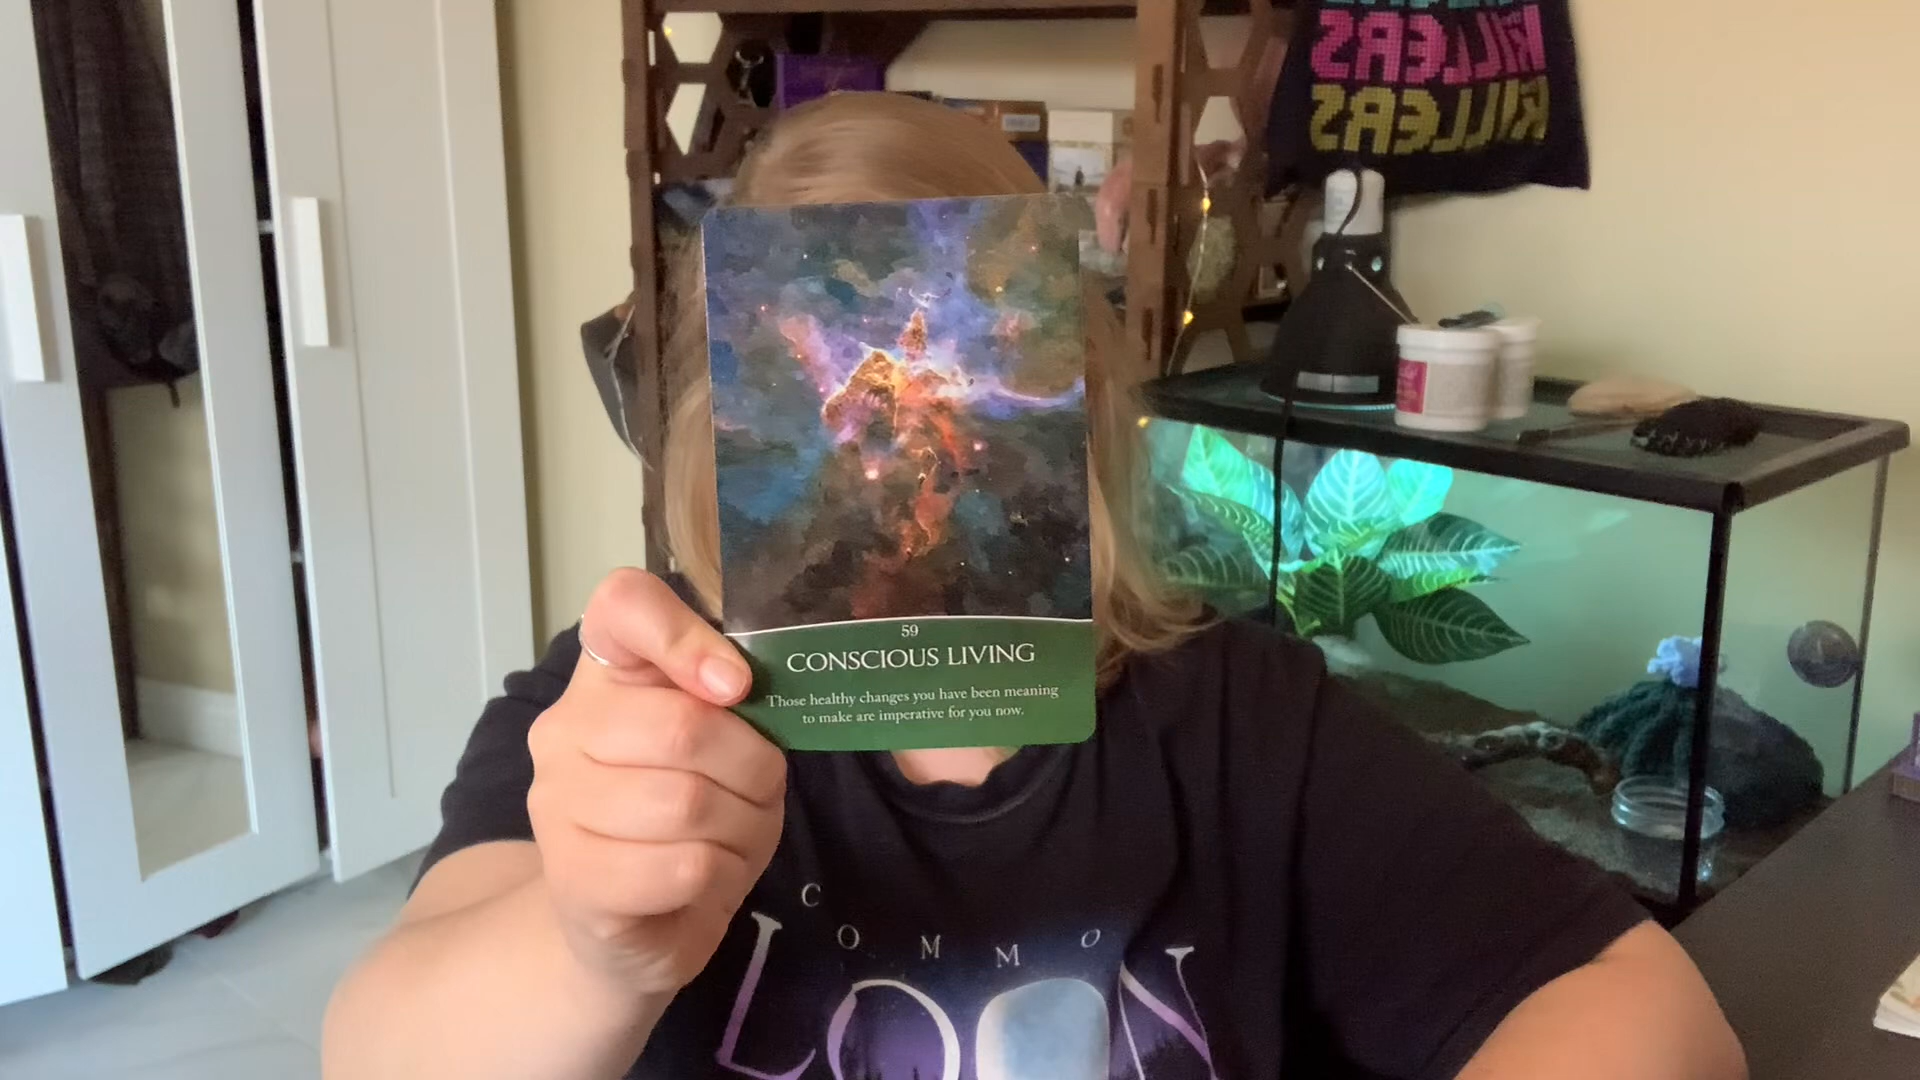 KILLERS
KILLERS
59
CONSCIOUS LIVING
Those healthy changes you have been meaning
to make are imperative for you now.
COMMON
LOON